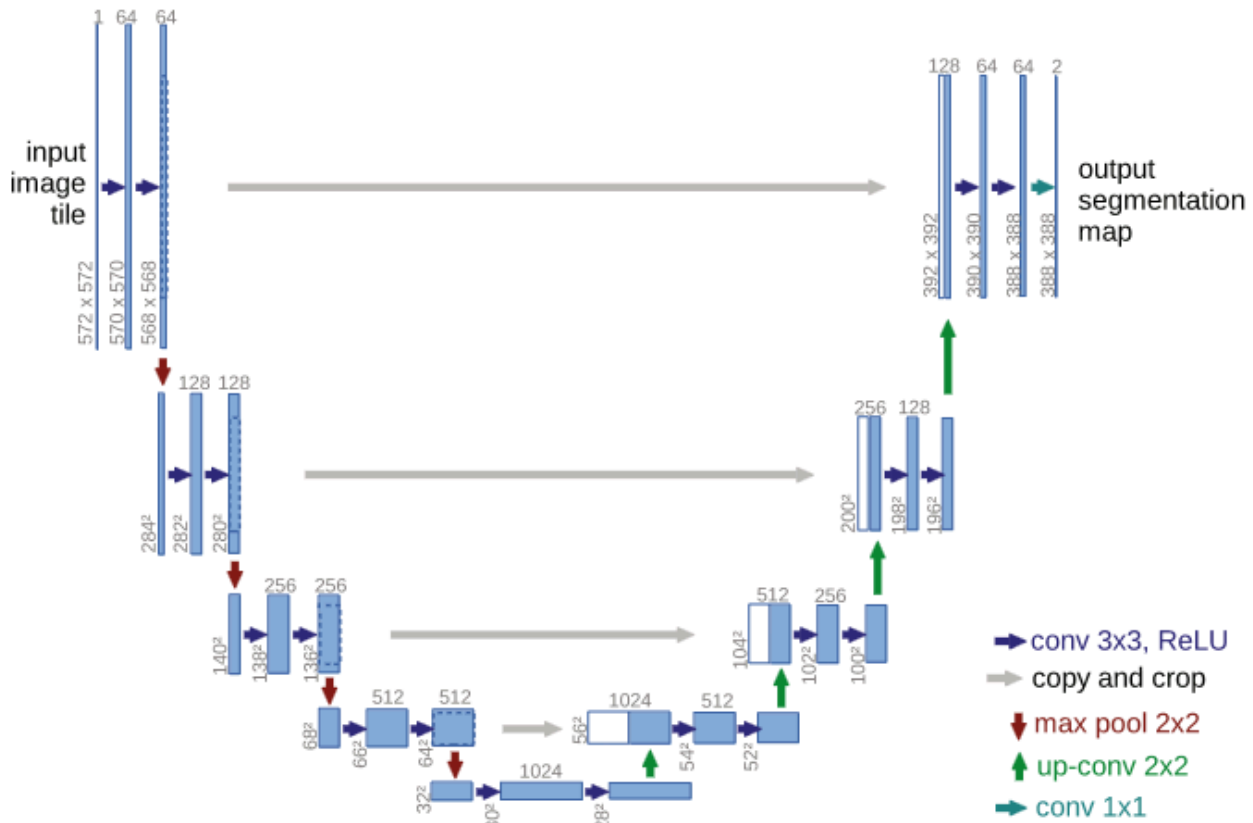 1 64 64
128 64 64 2
input
image
tile
output
segmentation
map
572 x 572
570 x 570
568 x 568
392 x 392
390 x 390
388 x 388
388 x 388
128 128
256 128
284²
282²
280²
200²
198²
196²
256 256
512 256
140²
138²
136²
104²
102²
100²
512 512
1024 512
68²
66²
64²
56²
54²
52²
1024
32²
conv 3x3, ReLU
copy and crop
max pool 2x2
up-conv 2x2
conv 1x1